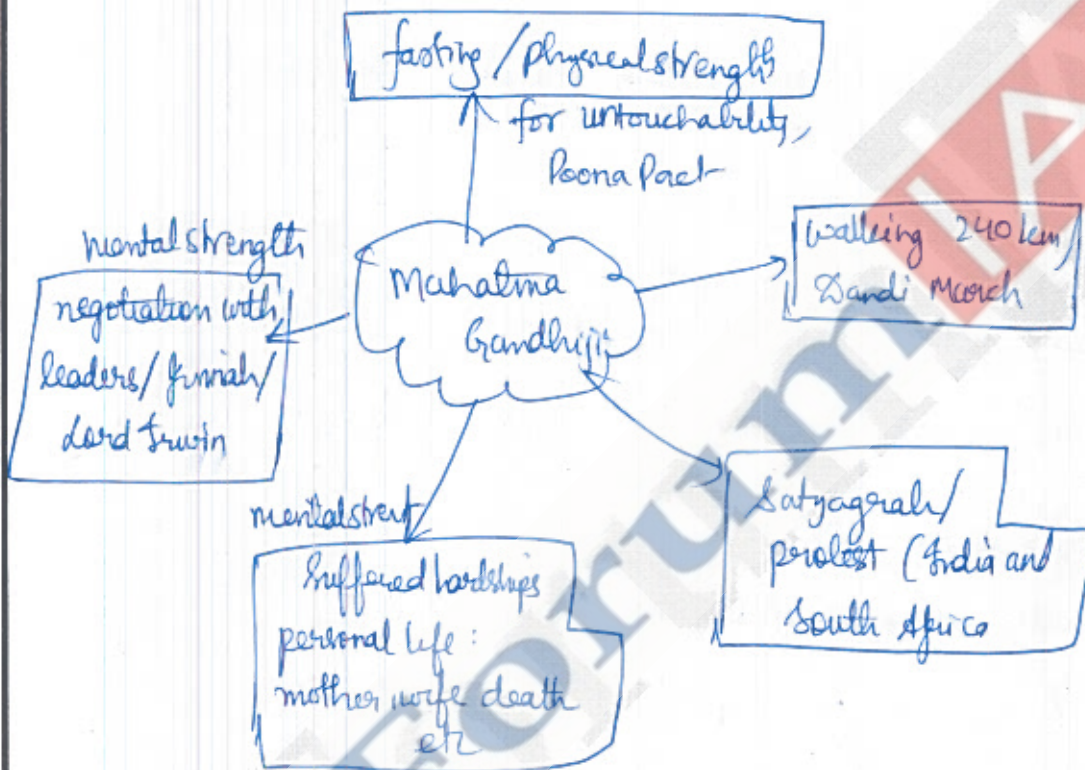 fasting / physical strength
for untouchability,
Poona Pact
mental strength
negotiation with
leaders / Jinnah /
Lord Irwin
Mahatma
Gandhiji
walking 240 km,
Dandi March
Satyagrah /
protest (India and
South Africa
mental stren
Suffered hardships
personal life :
mother, wife death
etc
Forum IA